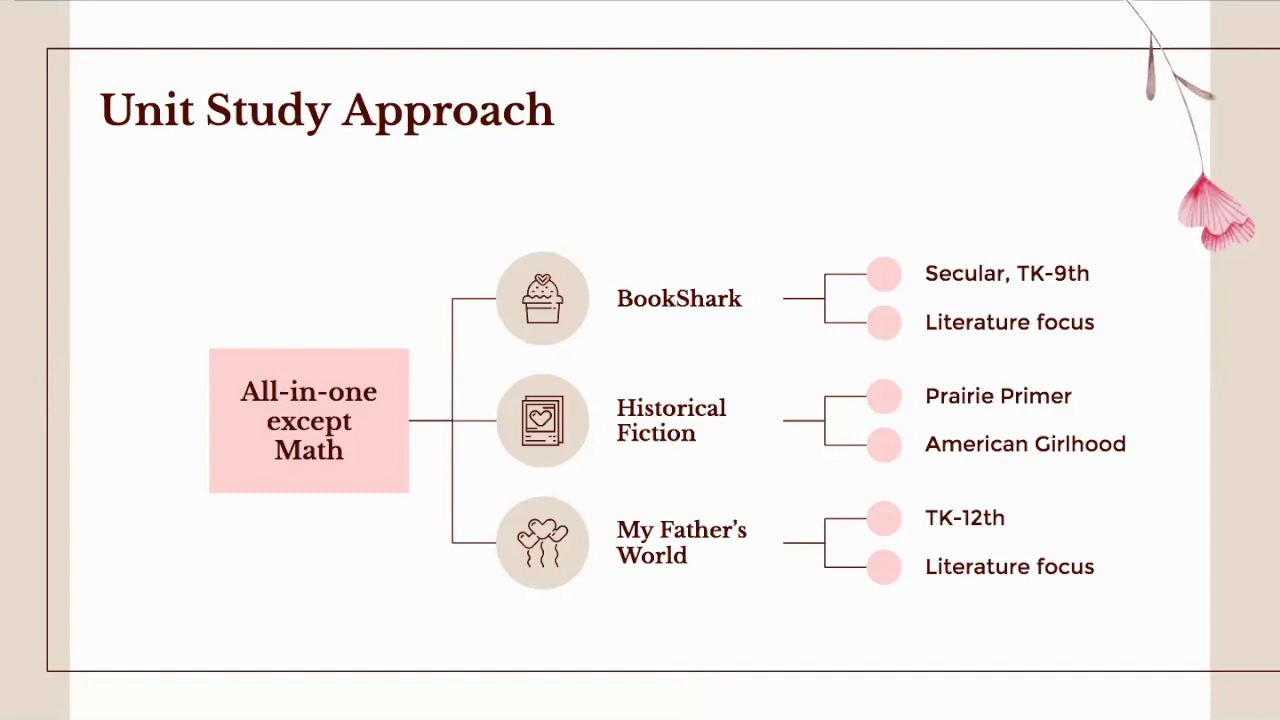 Unit Study Approach
All-in-one
except
Math
BookShark
Secular, TK-9th
Literature focus
Historical
Fiction
Prairie Primer
American Girlhood
My Father’s
World
TK-12th
Literature focus